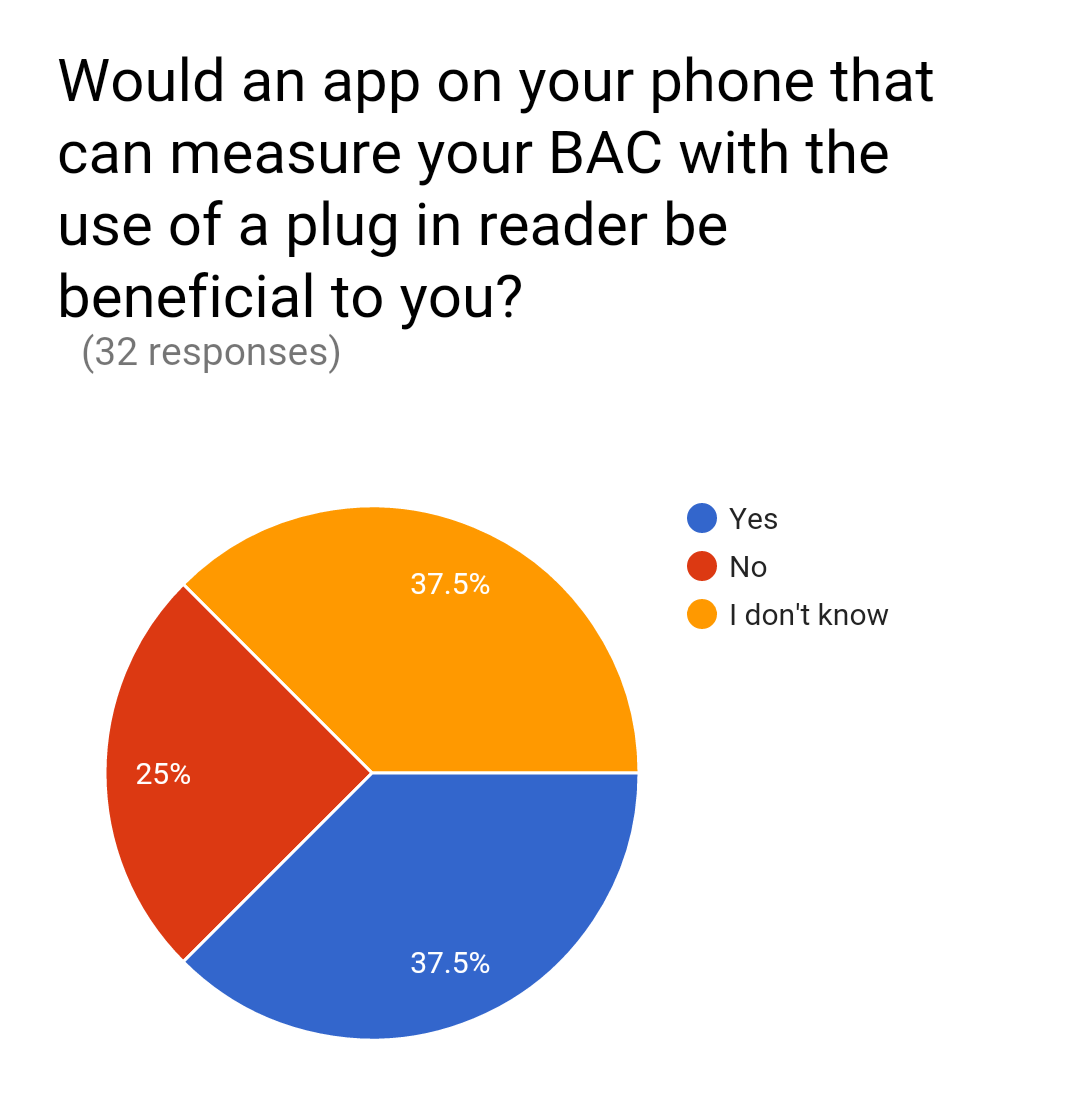 Would an app on your phone that
can measure your BAC with the
use of a plug in reader be
beneficial to you?
(32 responses)
Yes
No
I don't know
37.5%
25%
37.5%